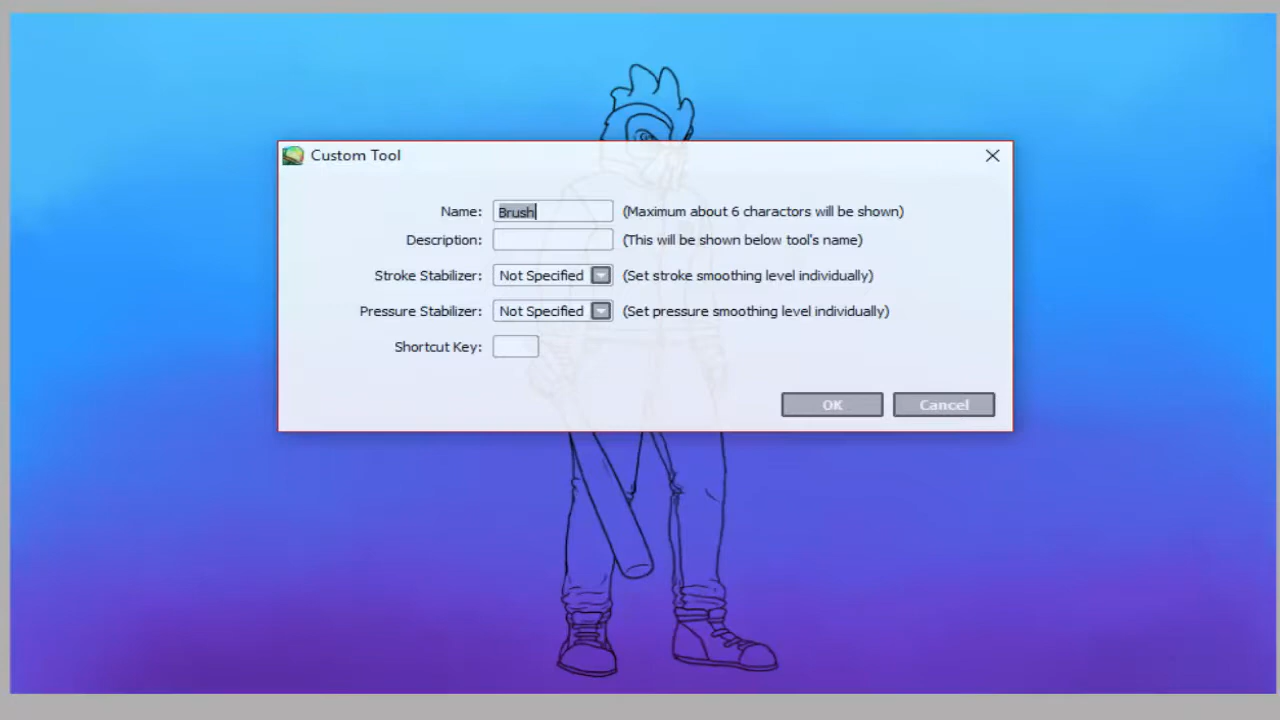 Custom Tool
Name: Brush (Maximum about 6 charactors will be shown)
Description: (This will be shown below tool's name)
Stroke Stabilizer: Not Specified (Set stroke smoothing level individually)
Pressure Stabilizer: Not Specified (Set pressure smoothing level individually)
Shortcut Key:
OK Cancel